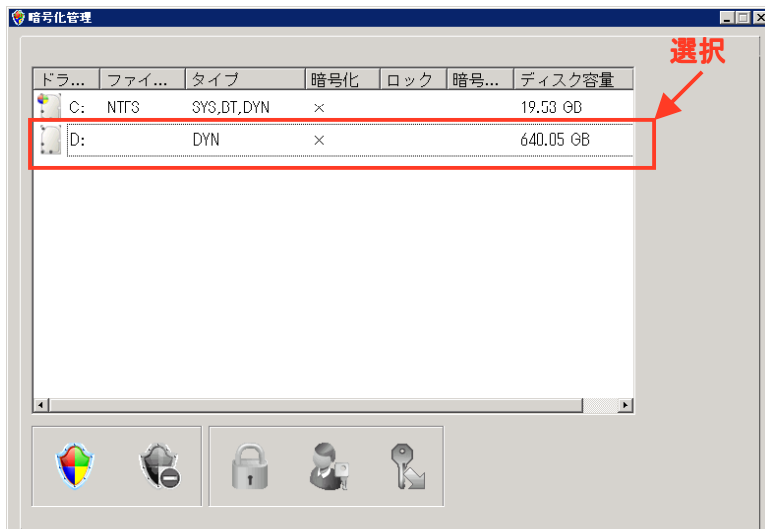 暗号化管理
選択
ドラ... ファイ... タイプ 暗号化 ロック 暗号... ディスク容量
C: NTFS SYS,BT,DYN × 19.53 GB
D: DYN × 640.05 GB